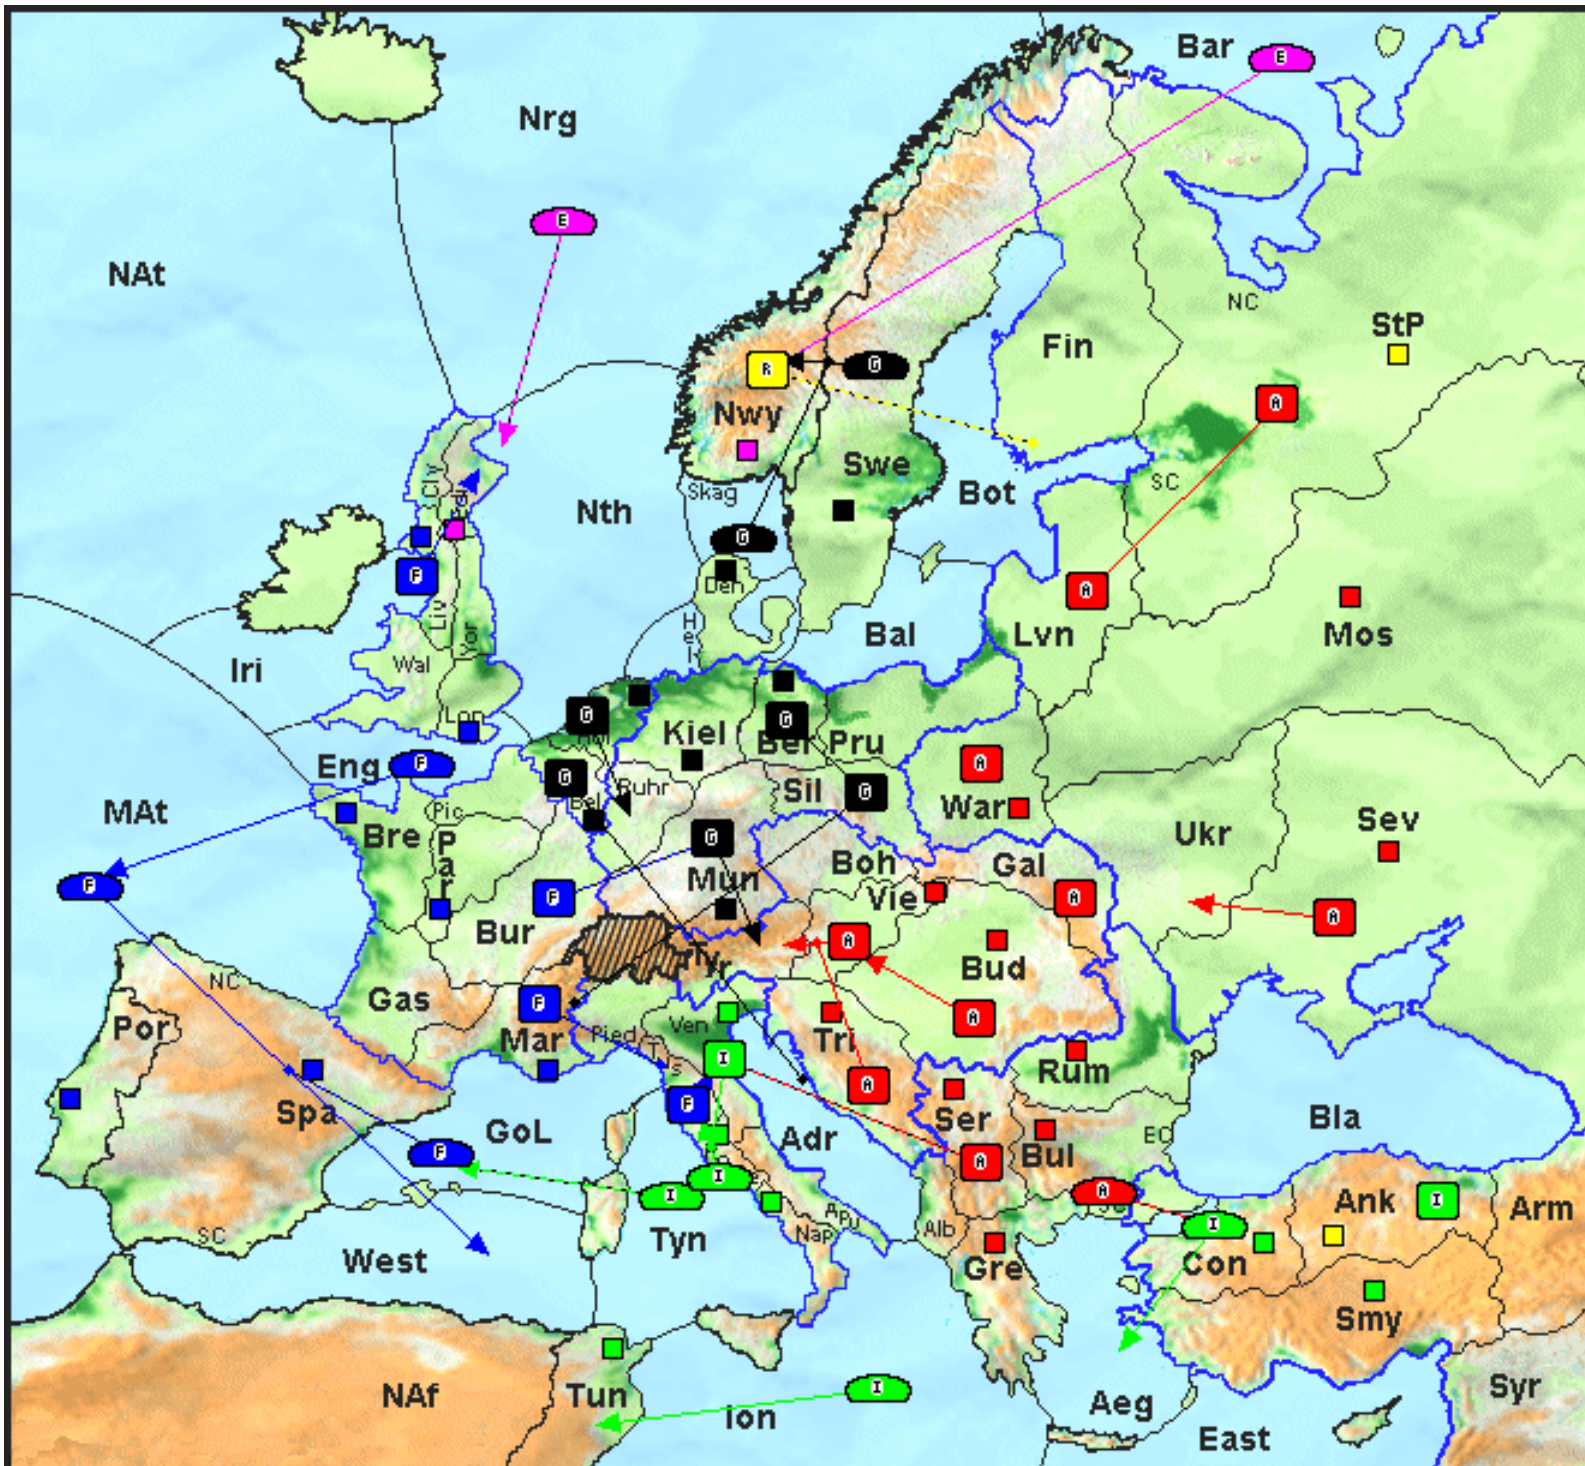 Bar
E
Nrg
E
NAt
NC
StP
Fin
R
G
Nwy
A
Swe
Cly
Edi
Skag
SC
Bot
Nth
G
F
Den
A
Mos
Liv
Yor
Hel
Bal
Lvn
Iri
Wal
Lon
G
G
Kiel
Ber
Pru
Hol
Eng
F
G
Ruhr
Sil
G
A
War
MAt
Pic
Bel
Bre
Par
G
Ukr
Sev
Boh
Gal
F
F
Mun
Vie
A
A
Bur
Tyr
A
Bud
NC
Gas
F
A
Por
Mar
Pied
Ven
Tri
Tus
I
Rum
A
Spa
F
Ser
GoL
Adr
Bul
EC
Bla
F
I
A
I
A
Ank
I
Arm
SC
Tyn
Apu
Nap
Alb
I
West
Gre
Con
Smy
NAf
Tun
I
Ion
Aeg
Syr
East